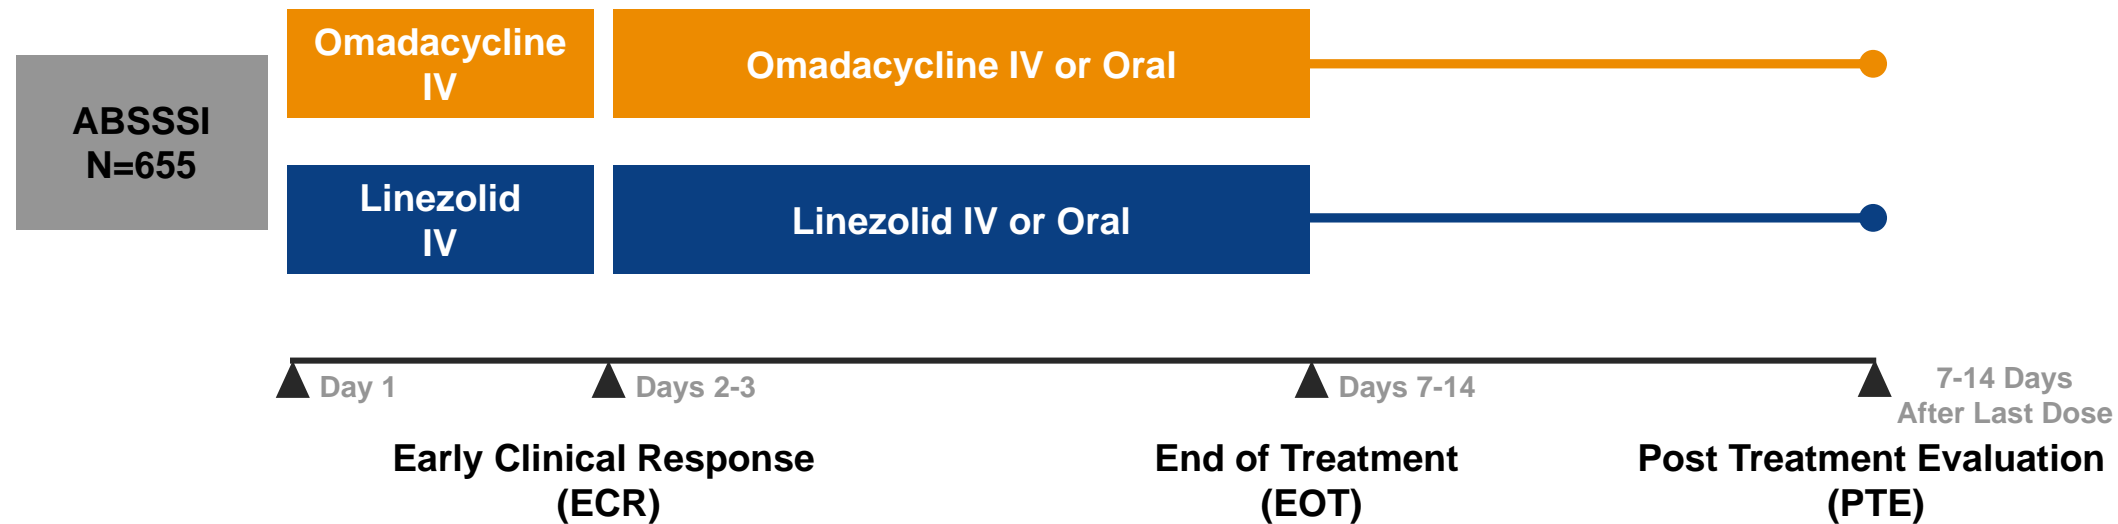 ABSSSI
N=655
Omadacycline
IV
Omadacycline IV or Oral
Linezolid
IV
Linezolid IV or Oral
Day 1
Days 2-3
Days 7-14
7-14 Days
After Last Dose
Early Clinical Response
(ECR)
End of Treatment
(EOT)
Post Treatment Evaluation
(PTE)